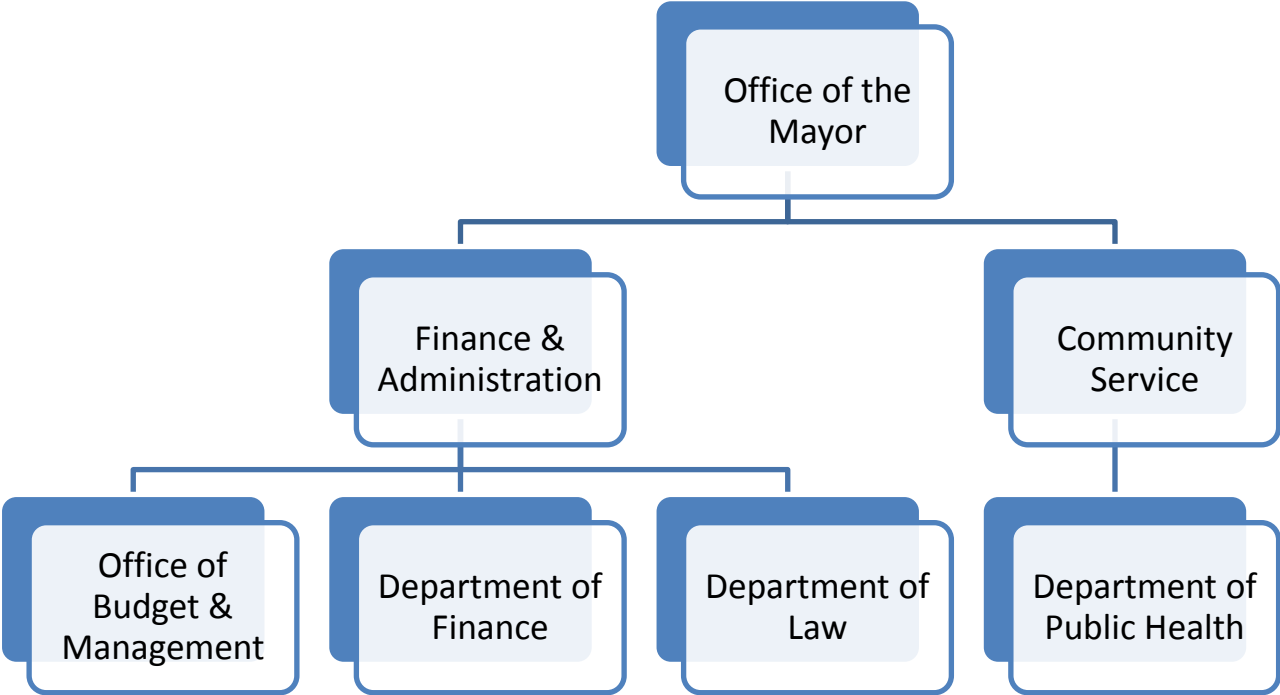 Office of the
Mayor
Finance &
Administration
Community
Service
Office of
Budget &
Management
Department of
Finance
Department of
Law
Department of
Public Health